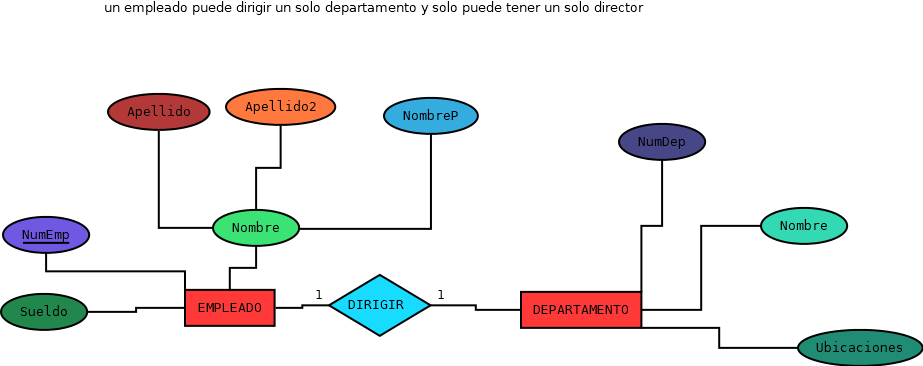 un empleado puede dirigir un solo departamento y solo puede tener un solo director
Apellido
Apellido2
NombreP
NumDep
Nombre
Nombre
NumEmp
1
1
Sueldo
EMPLEADO
DIRIGIR
DEPARTAMENTO
Ubicaciones